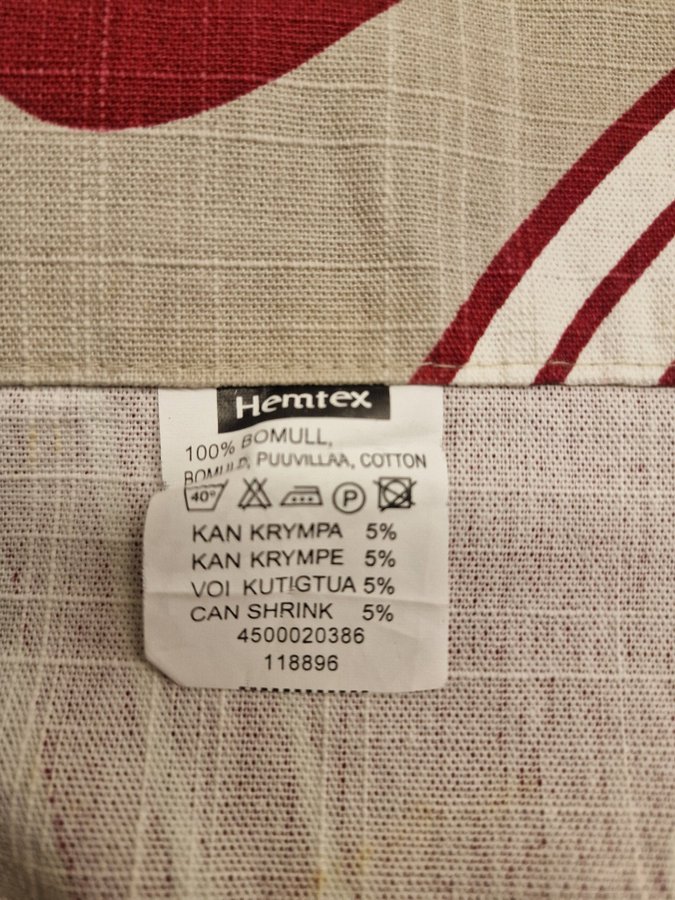 Hemtex
100% BOMULL,
BOMULD, PUUVILLAA, COTTON
40° P
KAN KRYMPA 5%
KAN KRYMPE 5%
VOI KUTIGTUA 5%
CAN SHRINK 5%
4500020386
118896